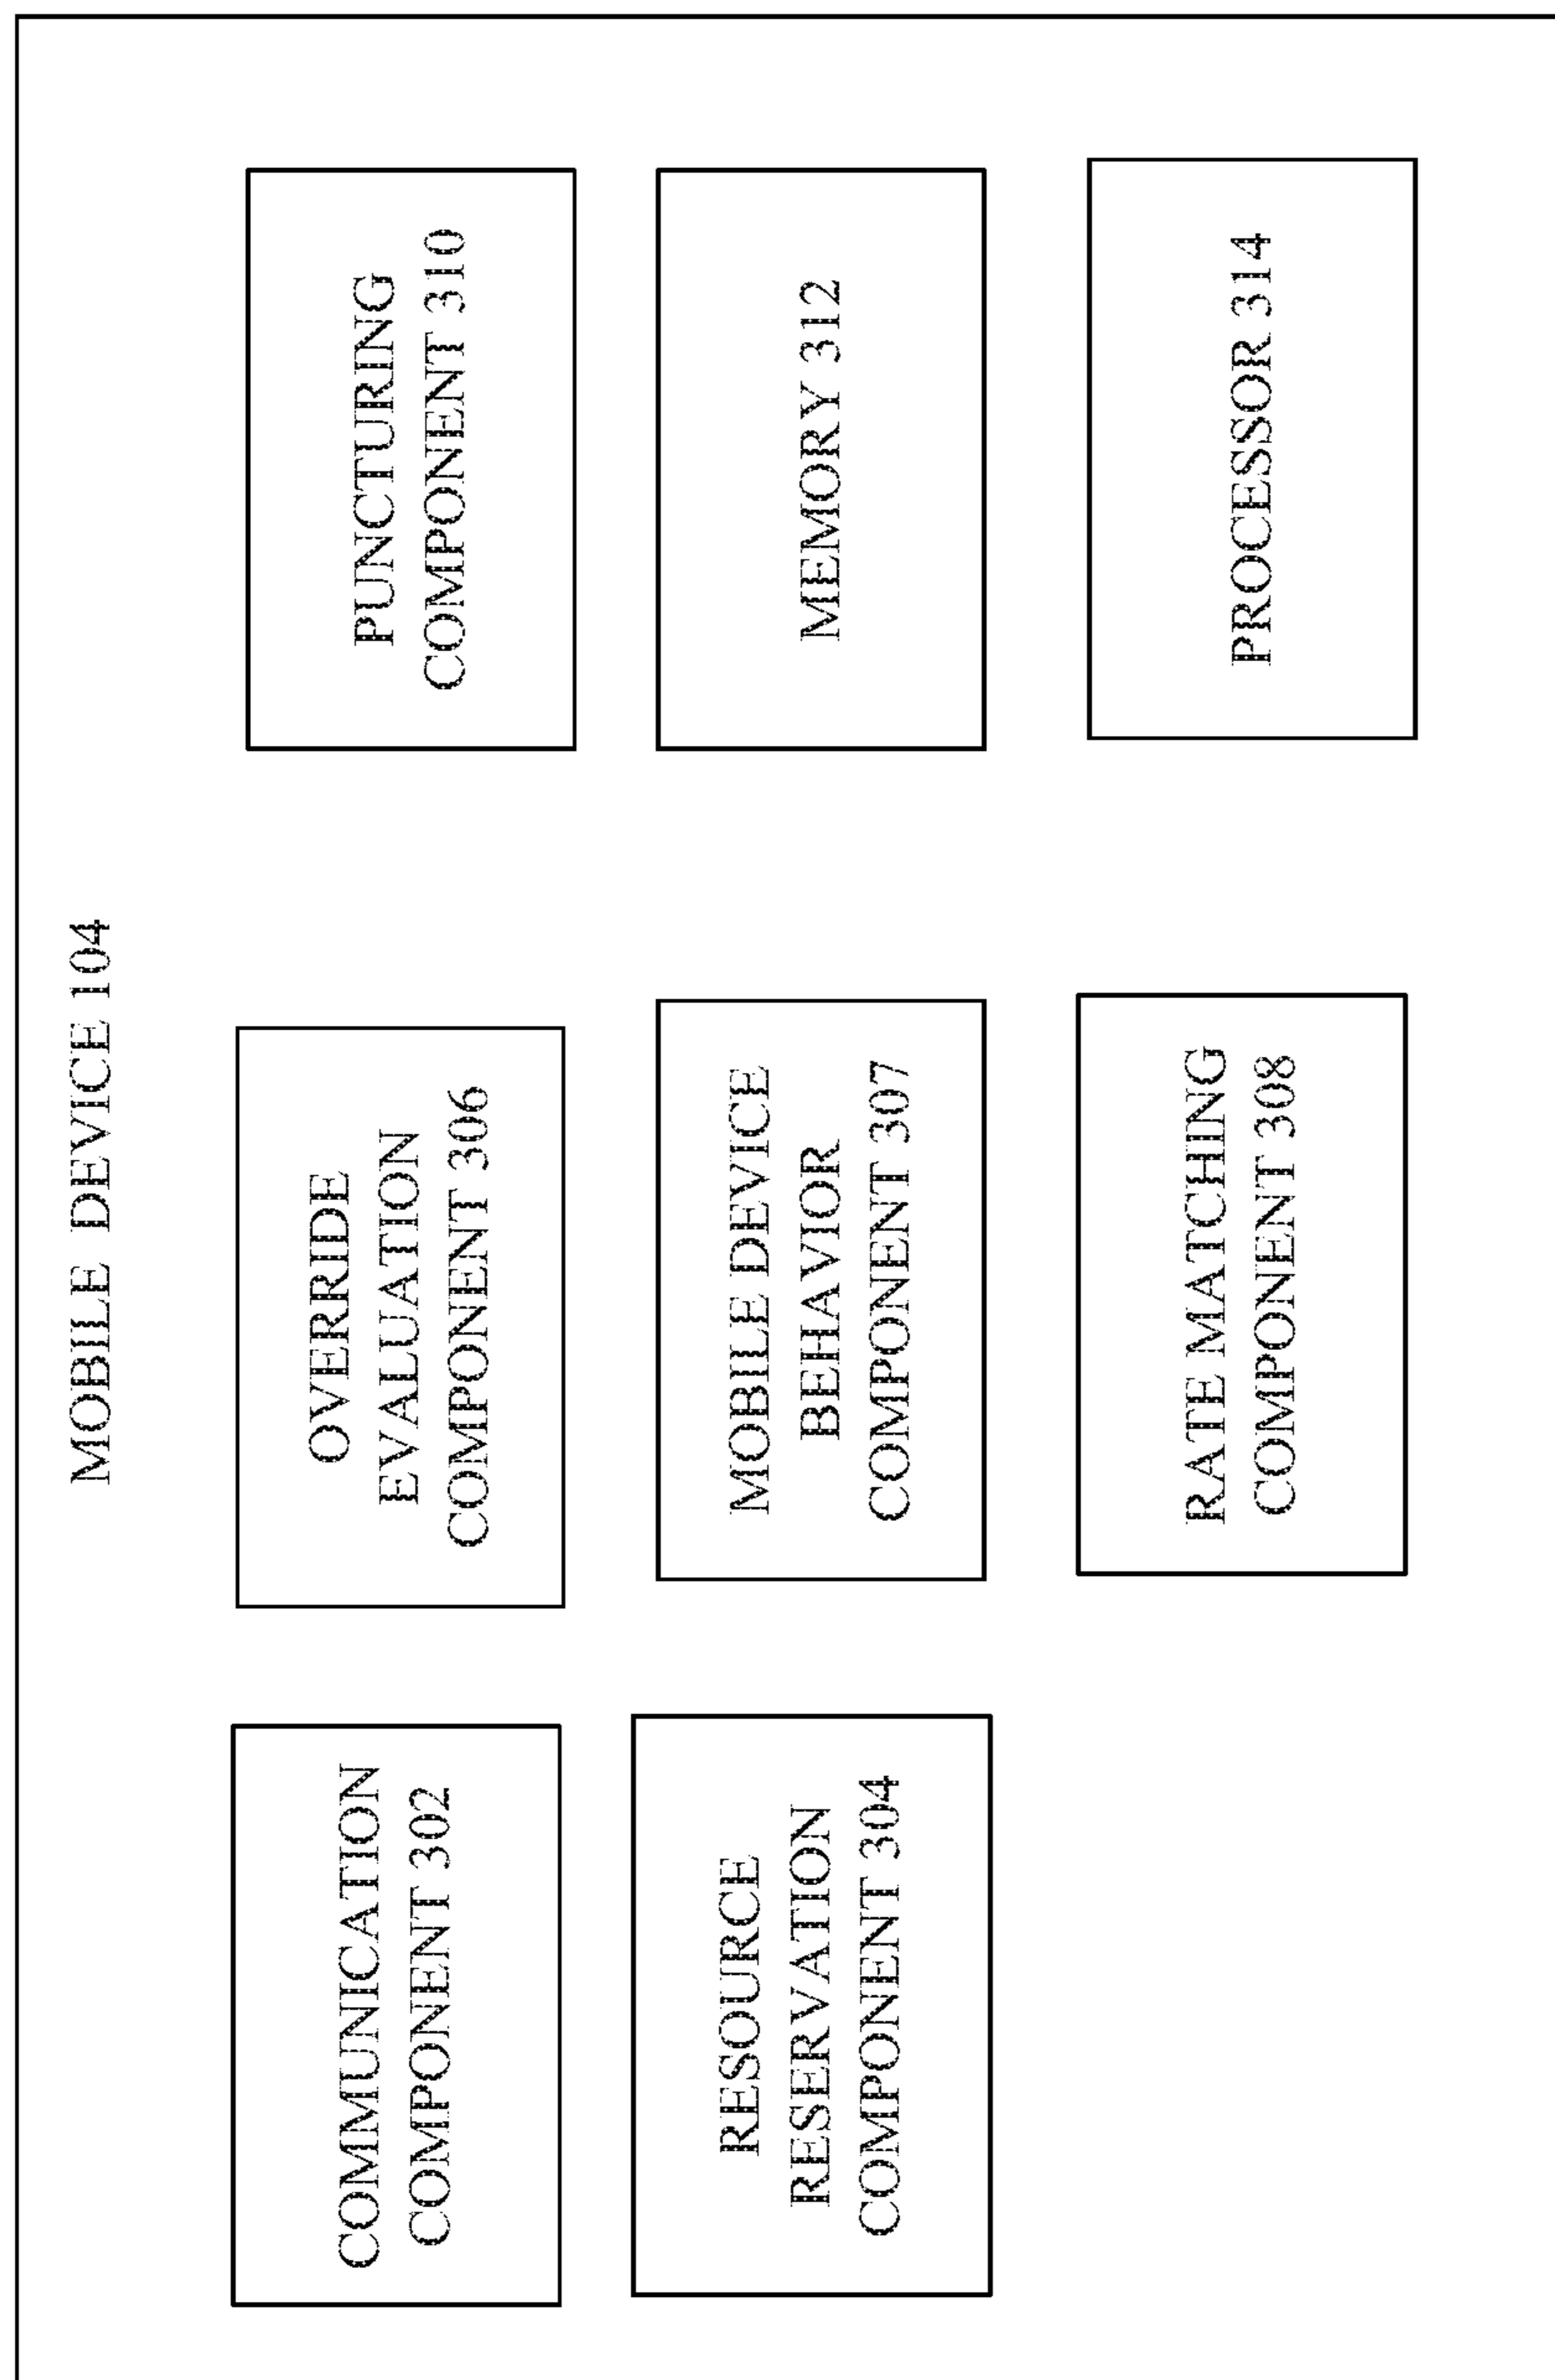 MOBILE DEVICE 104
COMMUNICATION
COMPONENT 302
RESOURCE
RESERVATION
COMPONENT 304
OVERRIDE
EVALUATION
COMPONENT 306
MOBILE DEVICE
BEHAVIOR
COMPONENT 307
RATE MATCHING
COMPONENT 308
PUNCTURING
COMPONENT 310
MEMORY 312
PROCESSOR 314